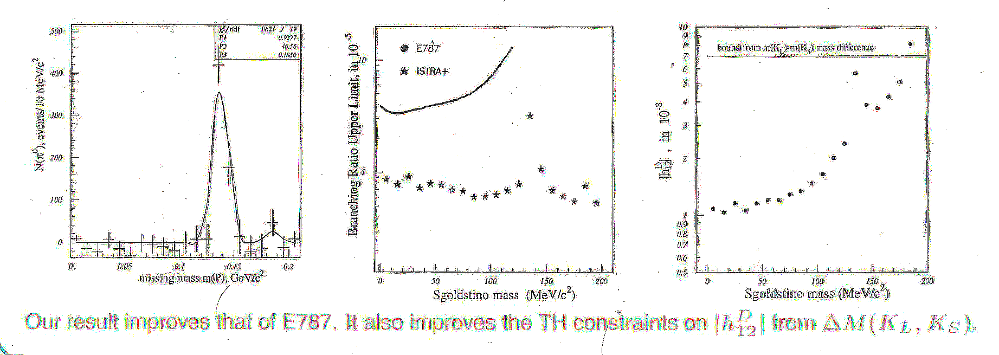 χ²/ndf 19.21 / 19
P1 0.9277
P2 46.56
P3 0.1850
N(π⁰), events/10 MeV/c²
500
400
300
200
100
0
0 0.05 0.1 0.15 0.2
missing mass m(P), GeV/c²
Branching Ratio Upper Limit, in 10⁻⁵
E787
ISTRA+
10
1
0 50 100 150 200
Sgoldstino mass (MeV/c²)
|h₁₂ᴰ|, in 10⁻⁸
bound from m(K_L)-m(K_S) mass difference
10
9
8
7
6
5
4
3
2
1
0.9
0.8
0.7
0.6
0.5
0 50 100 150 200
Sgoldstino mass (MeV/c²)
Our result improves that of E787. It also improves the TH constraints on |h₁₂ᴰ| from ΔM(K_L, K_S).